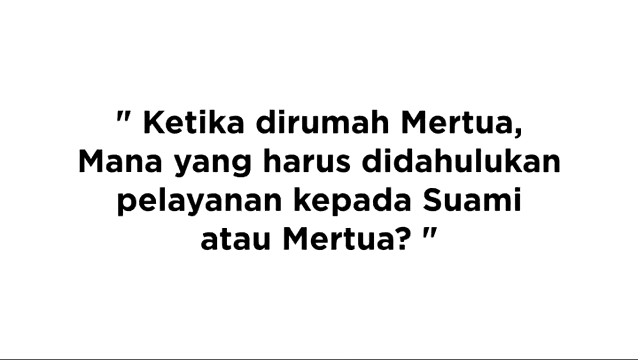 " Ketika dirumah Mertua,
Mana yang harus didahulukan
pelayanan kepada Suami
atau Mertua? "